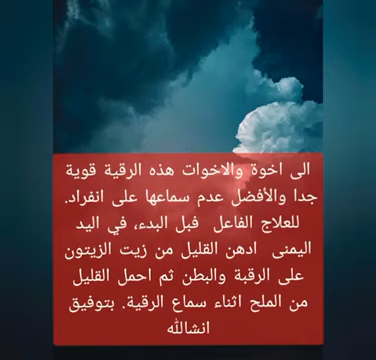 الى اخوة والاخوات هذه الرقية قوية
جدا والأفضل عدم سماعها على انفراد.
للعلاج الفاعل فبل البدء، في اليد
اليمنى ادهن القليل من زيت الزيتون
على الرقبة والبطن ثم احمل القليل
من الملح اثناء سماع الرقية. بتوفيق
انشالله